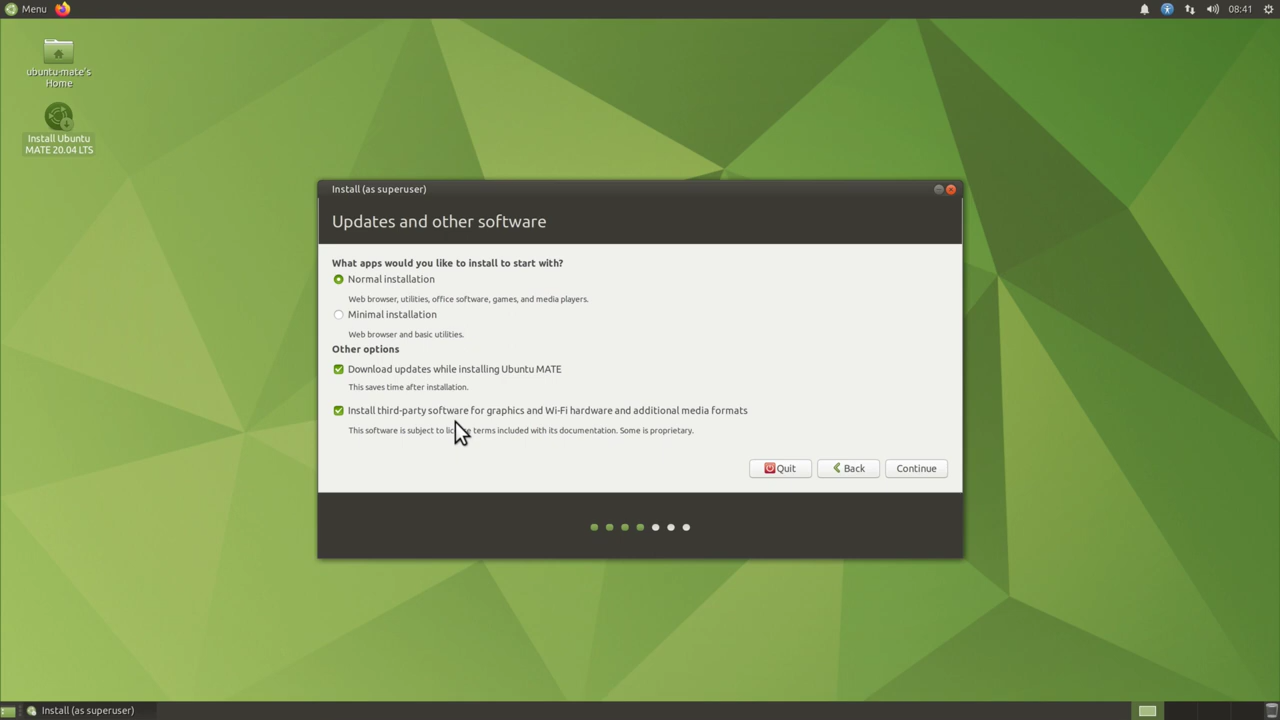 Menu
08:41
ubuntu-mate's
Home
Install Ubuntu
MATE 20.04 LTS
Install (as superuser)
Updates and other software
What apps would you like to install to start with?
Normal installation
Web browser, utilities, office software, games, and media players.
Minimal installation
Web browser and basic utilities.
Other options
Download updates while installing Ubuntu MATE
This saves time after installation.
Install third-party software for graphics and Wi-Fi hardware and additional media formats
This software is subject to license terms included with its documentation. Some is proprietary.
Quit
Back
Continue
Install (as superuser)